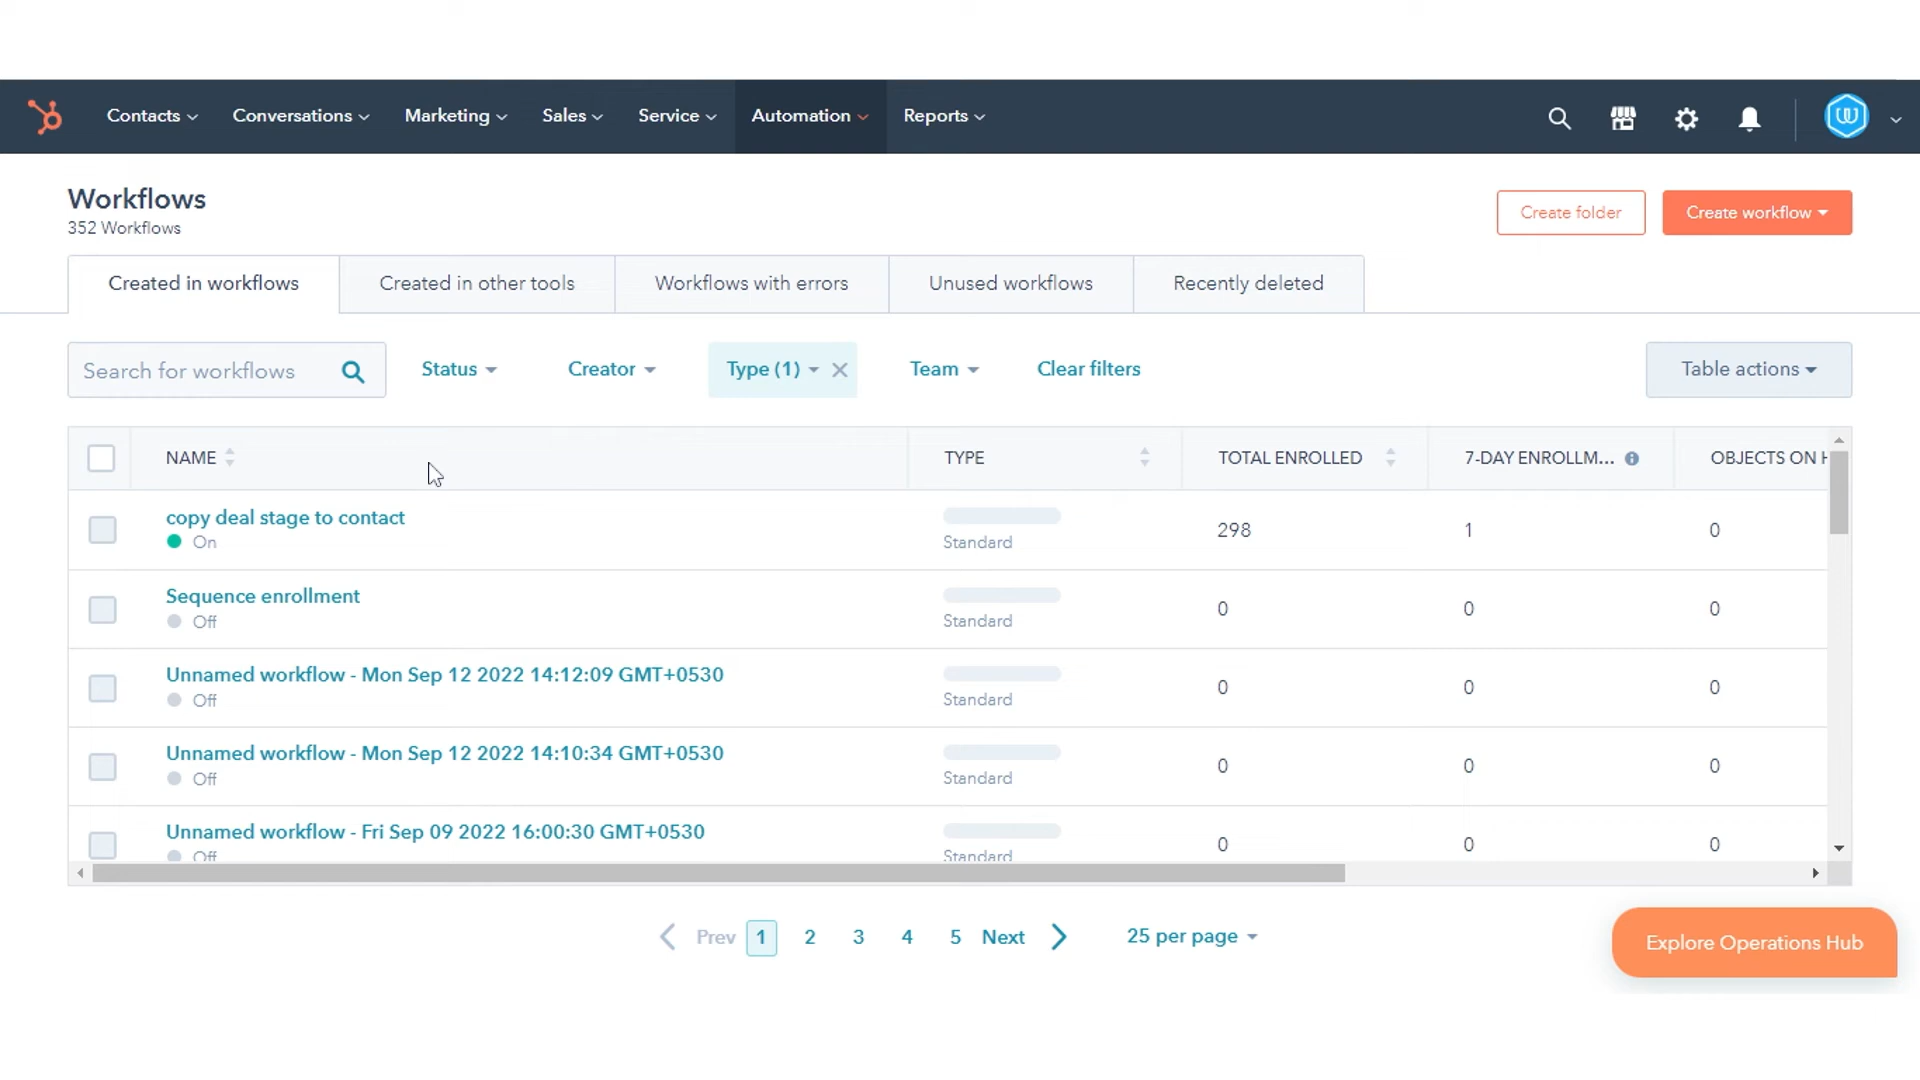 Contacts Conversations Marketing Sales Service Automation Reports
Workflows
352 Workflows
Create folder
Create workflow
Created in workflows
Created in other tools
Workflows with errors
Unused workflows
Recently deleted
Search for workflows
Status
Creator
Type (1)
Team
Clear filters
Table actions
NAME TYPE TOTAL ENROLLED 7-DAY ENROLLM... OBJECTS ON
copy deal stage to contact
On
Standard
298 1 0
Sequence enrollment
Off
Standard
0 0 0
Unnamed workflow - Mon Sep 12 2022 14:12:09 GMT+0530
Off
Standard
0 0 0
Unnamed workflow - Mon Sep 12 2022 14:10:34 GMT+0530
Off
Standard
0 0 0
Unnamed workflow - Fri Sep 09 2022 16:00:30 GMT+0530
Off
Standard
0 0 0
Prev 1 2 3 4 5 Next
25 per page
Explore Operations Hub